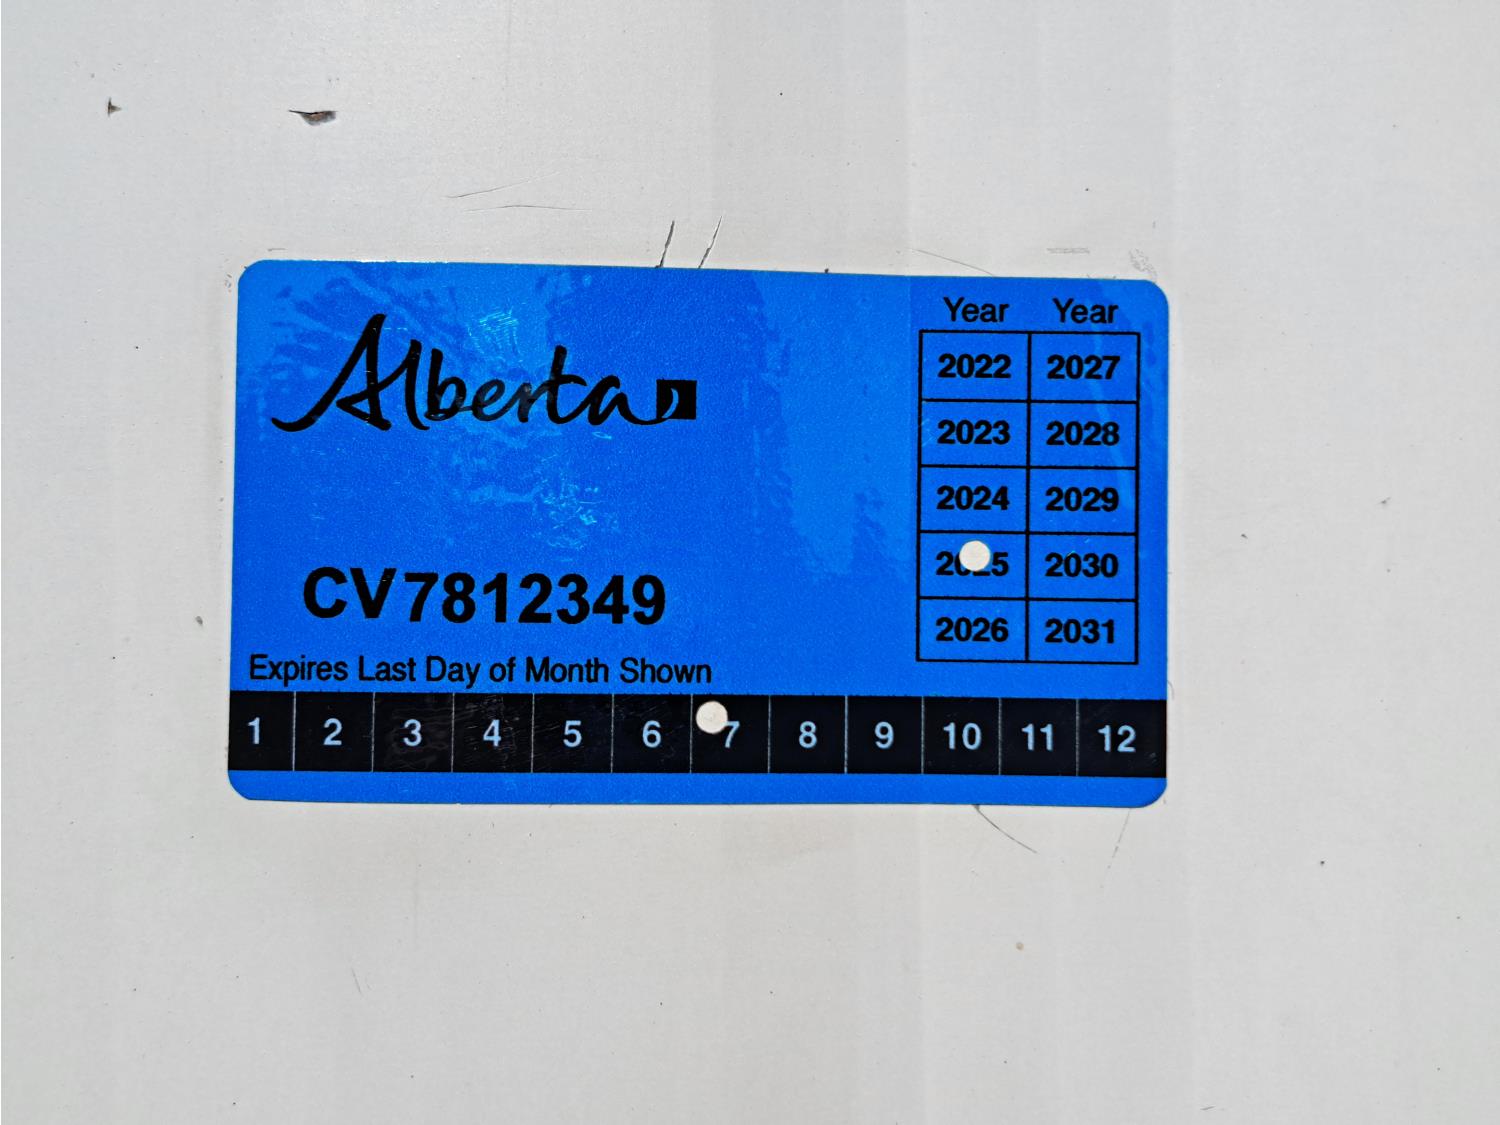 Alberta
Year Year
2022 2027
2023 2028
2024 2029
2025 2030
2026 2031
CV7812349
Expires Last Day of Month Shown
1 2 3 4 5 6 7 8 9 10 11 12